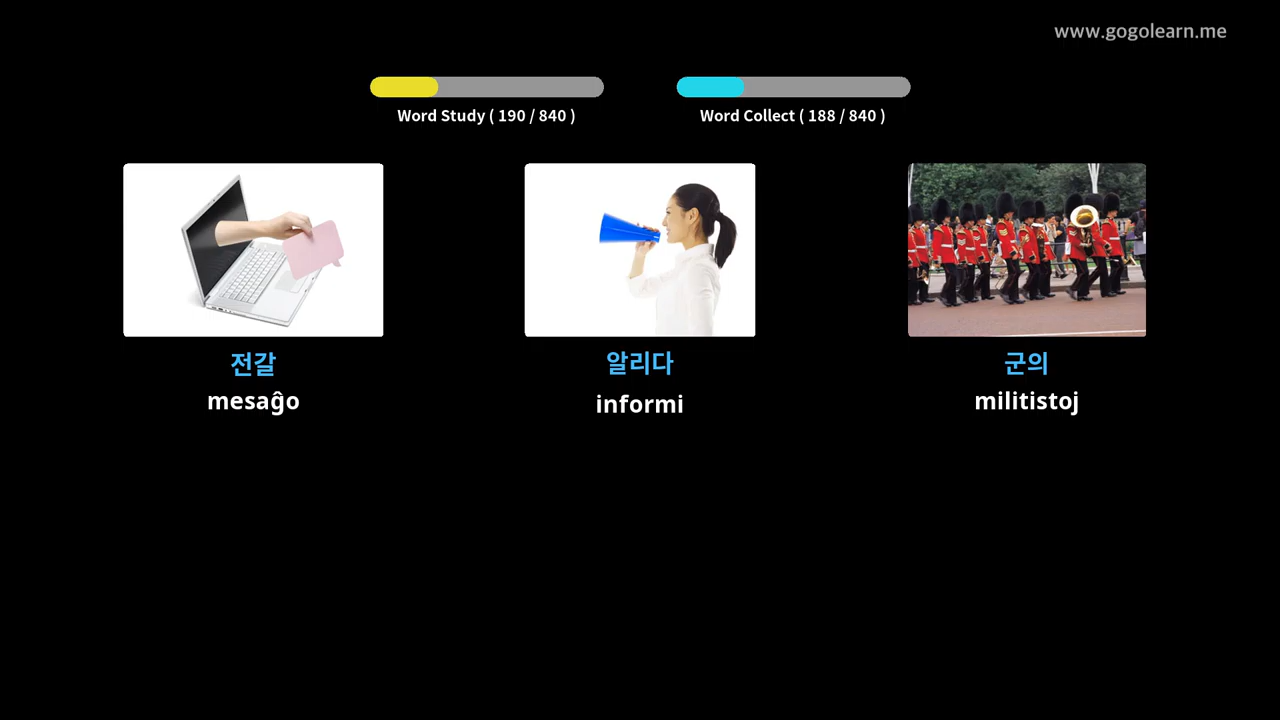 www.gogolearn.me
Word Study ( 190 / 840 )
Word Collect ( 188 / 840 )
전갈
mesaĝo
알리다
informi
군의
militistoj